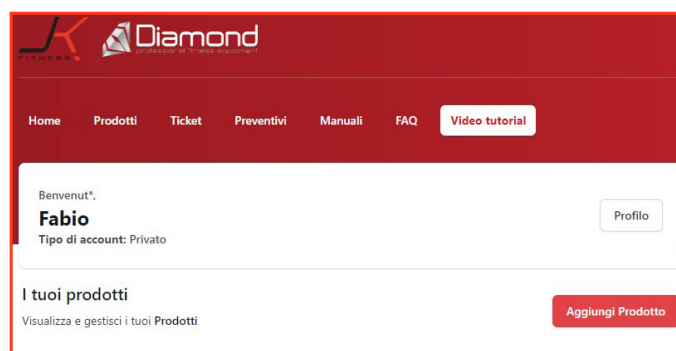 JK
FITNESS
Diamond
professional fitness equipment
Home Prodotti Ticket Preventivi Manuali FAQ Video tutorial
Benvenut*,
Fabio
Profilo
Tipo di account: Privato
I tuoi prodotti
Visualizza e gestisci i tuoi Prodotti
Aggiungi Prodotto